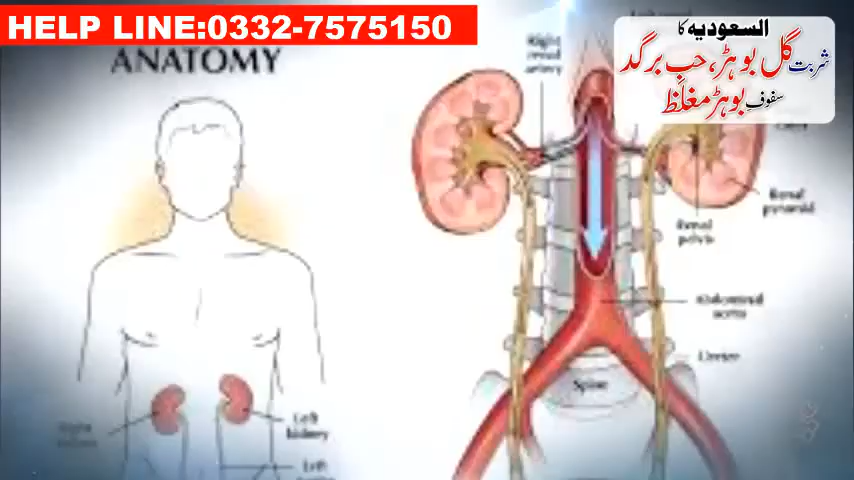 HELP LINE:0332-7575150
السعودیہ کا
شربت گل بوہڑ، حب برگد
سفوف بوہڑ مغلظ
ANATOMY
Right
renal
artery
Renal
pyramid
Renal
pelvis
Abdominal
aorta
Ureter
Spine
Left
kidney
Left